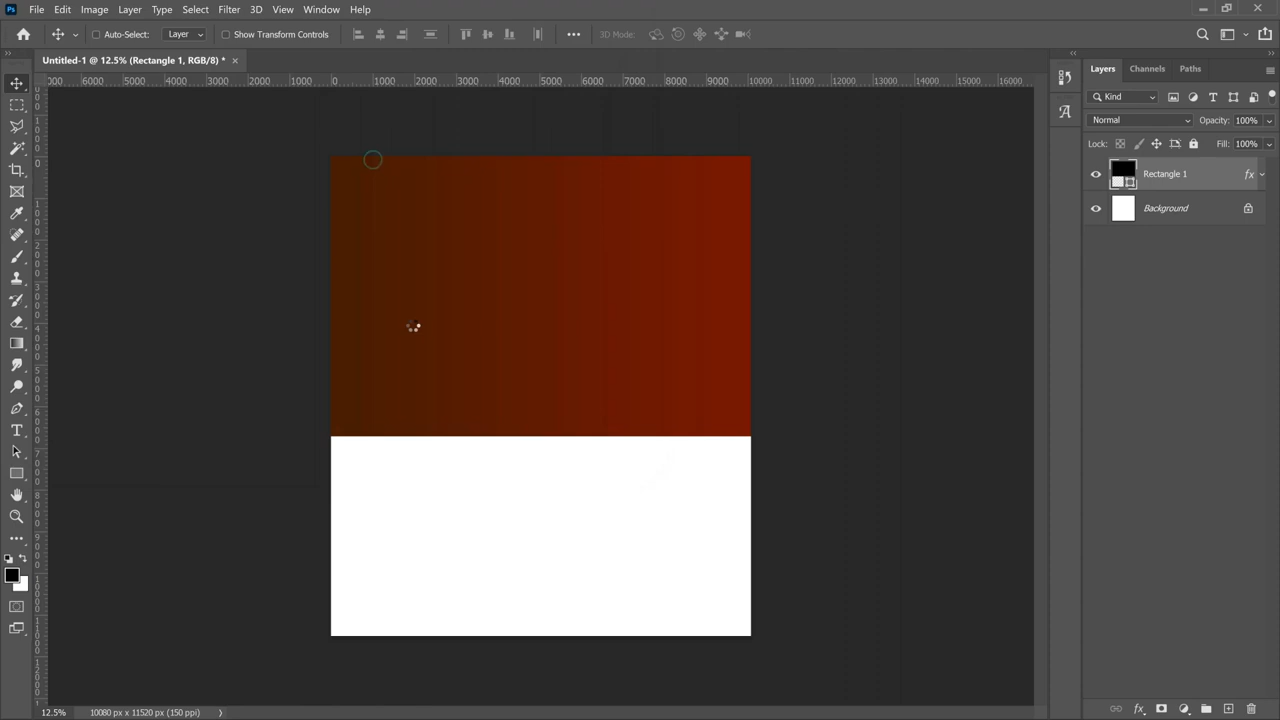 Ps File Edit Image Layer Type Select Filter 3D View Window Help
Auto-Select: Layer Show Transform Controls 3D Mode:
Untitled-1 @ 12.5% (Rectangle 1, RGB/8) * ×
000 6000 5000 4000 3000 2000 1000 0 1000 2000 3000 4000 5000 6000 7000 8000 9000 10000 11000 12000 13000 14000 15000 16000
Layers Channels Paths
Kind
Normal Opacity: 100%
Lock: Fill: 100%
Rectangle 1 fx
Background
12.5% 10080 px x 11520 px (150 ppi)
fx